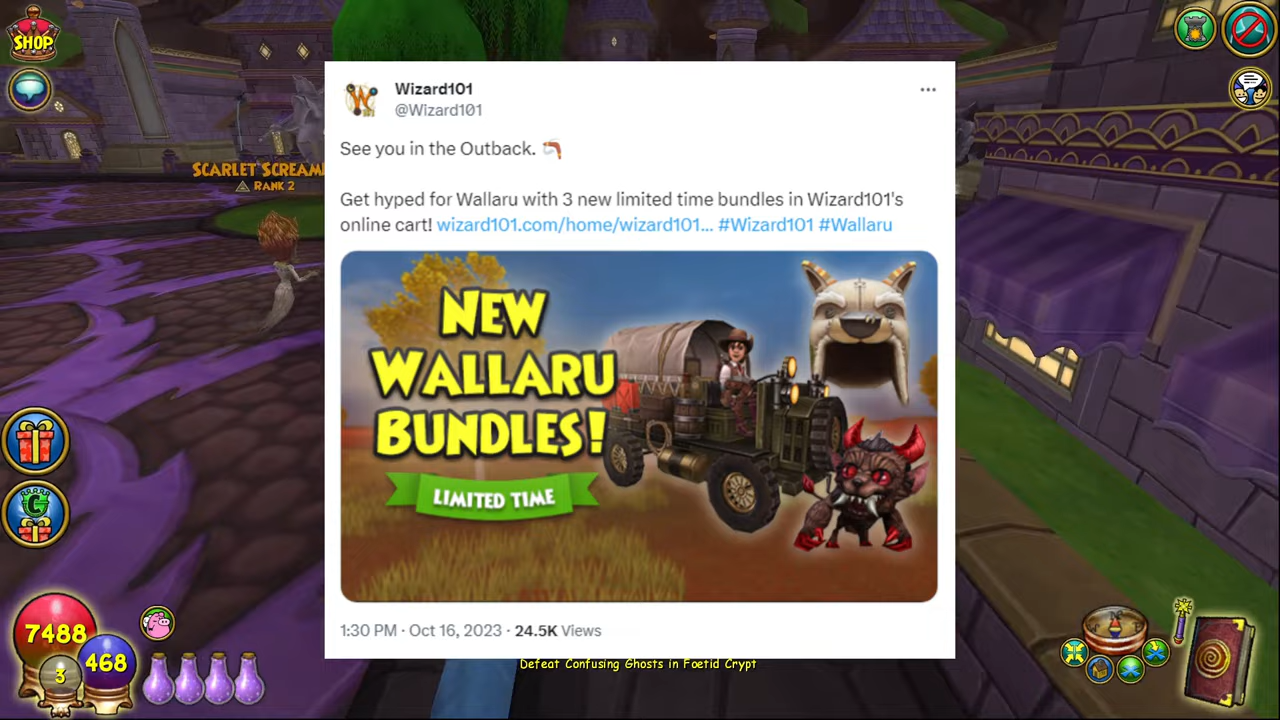 SHOP
SCARLET SCREAM
RANK 2
Wizard101
@Wizard101
See you in the Outback.
Get hyped for Wallaru with 3 new limited time bundles in Wizard101's
online cart! wizard101.com/home/wizard101... #Wizard101 #Wallaru
NEW
WALLARU
BUNDLES!
LIMITED TIME
1:30 PM · Oct 16, 2023 · 24.5K Views
Defeat Confusing Ghosts in Foetid Crypt
7488
468
3